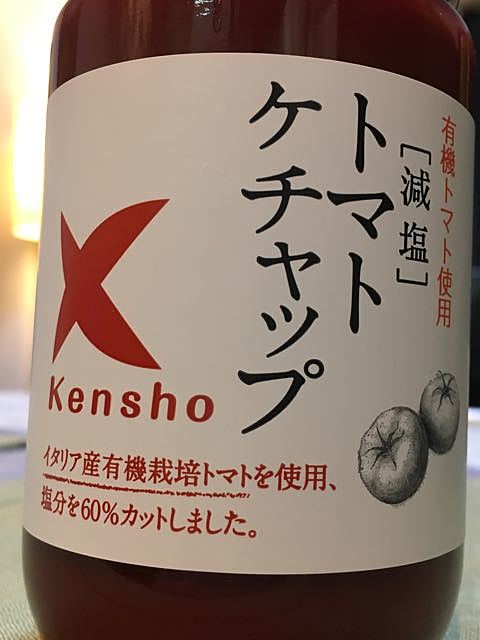 有機トマト使用
[減塩]
トマト
ケチャップ
Kensho
イタリア産有機栽培トマトを使用、
塩分を60%カットしました。